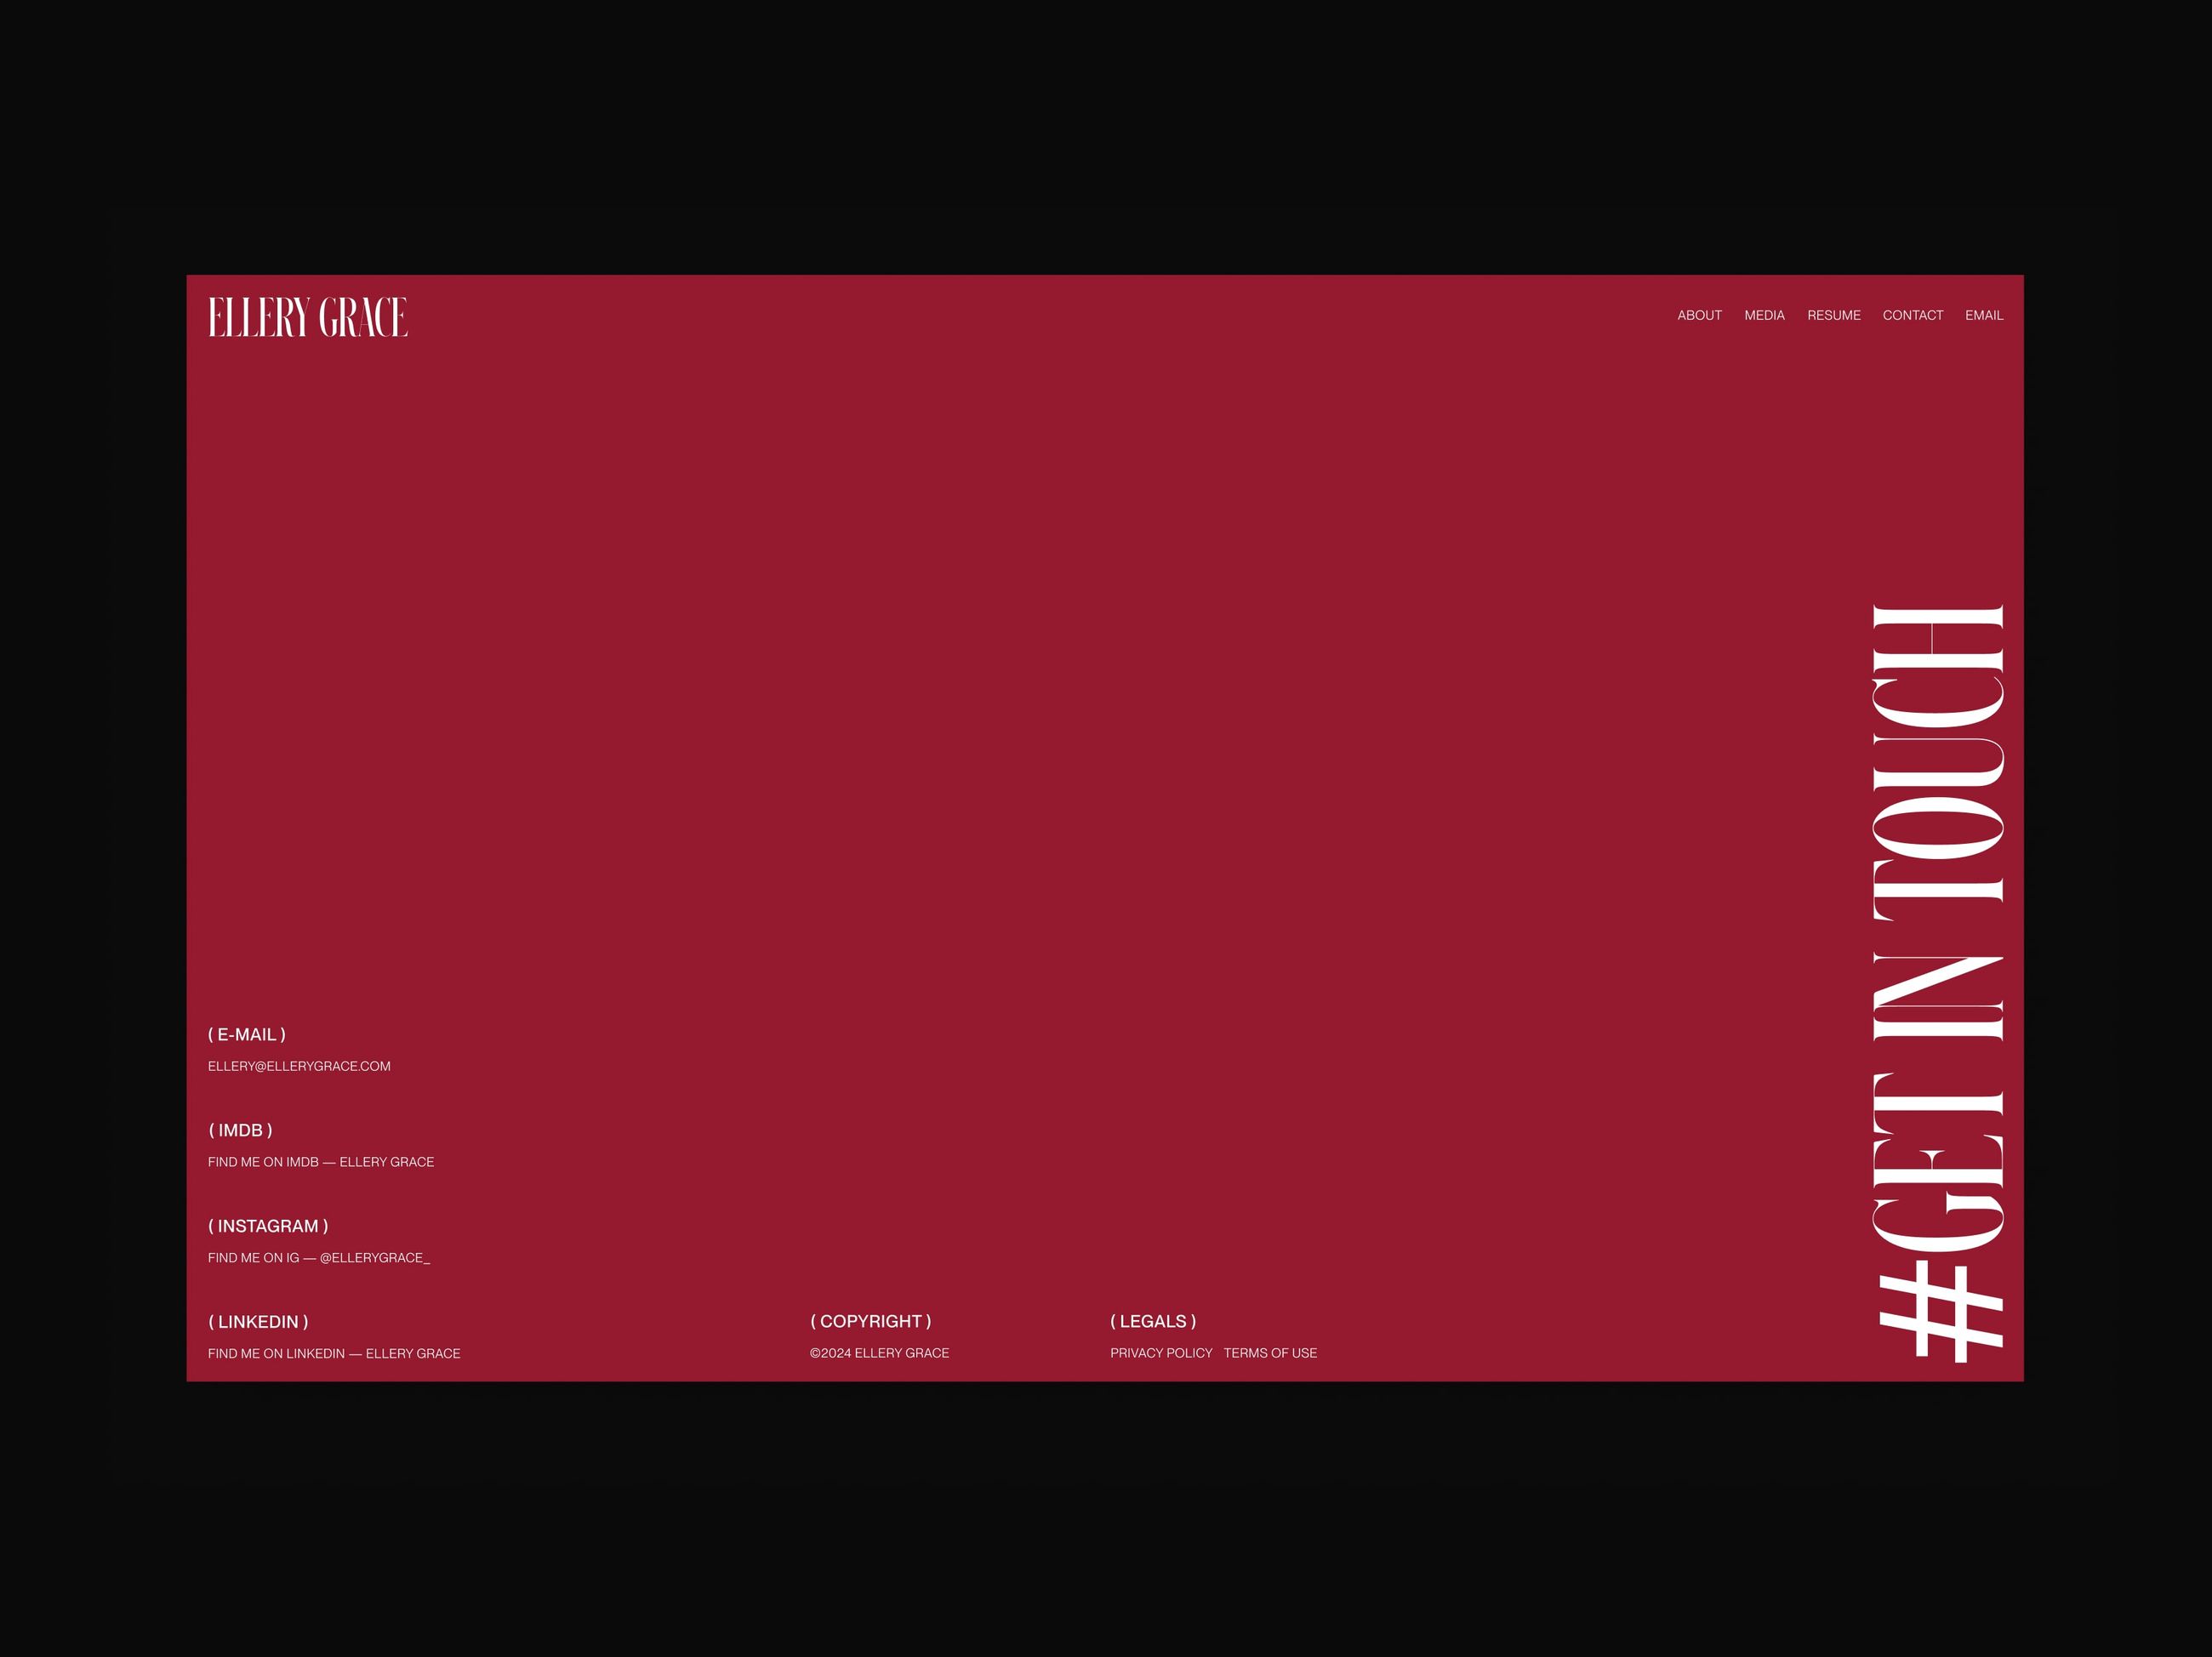 ELLERY GRACE
ABOUT MEDIA RESUME CONTACT EMAIL
#GET IN TOUCH
( E-MAIL )
ELLERY@ELLERYGRACE.COM
( IMDB )
FIND ME ON IMDB — ELLERY GRACE
( INSTAGRAM )
FIND ME ON IG — @ELLERYGRACE_
( LINKEDIN )
FIND ME ON LINKEDIN — ELLERY GRACE
( COPYRIGHT )
©2024 ELLERY GRACE
( LEGALS )
PRIVACY POLICY TERMS OF USE